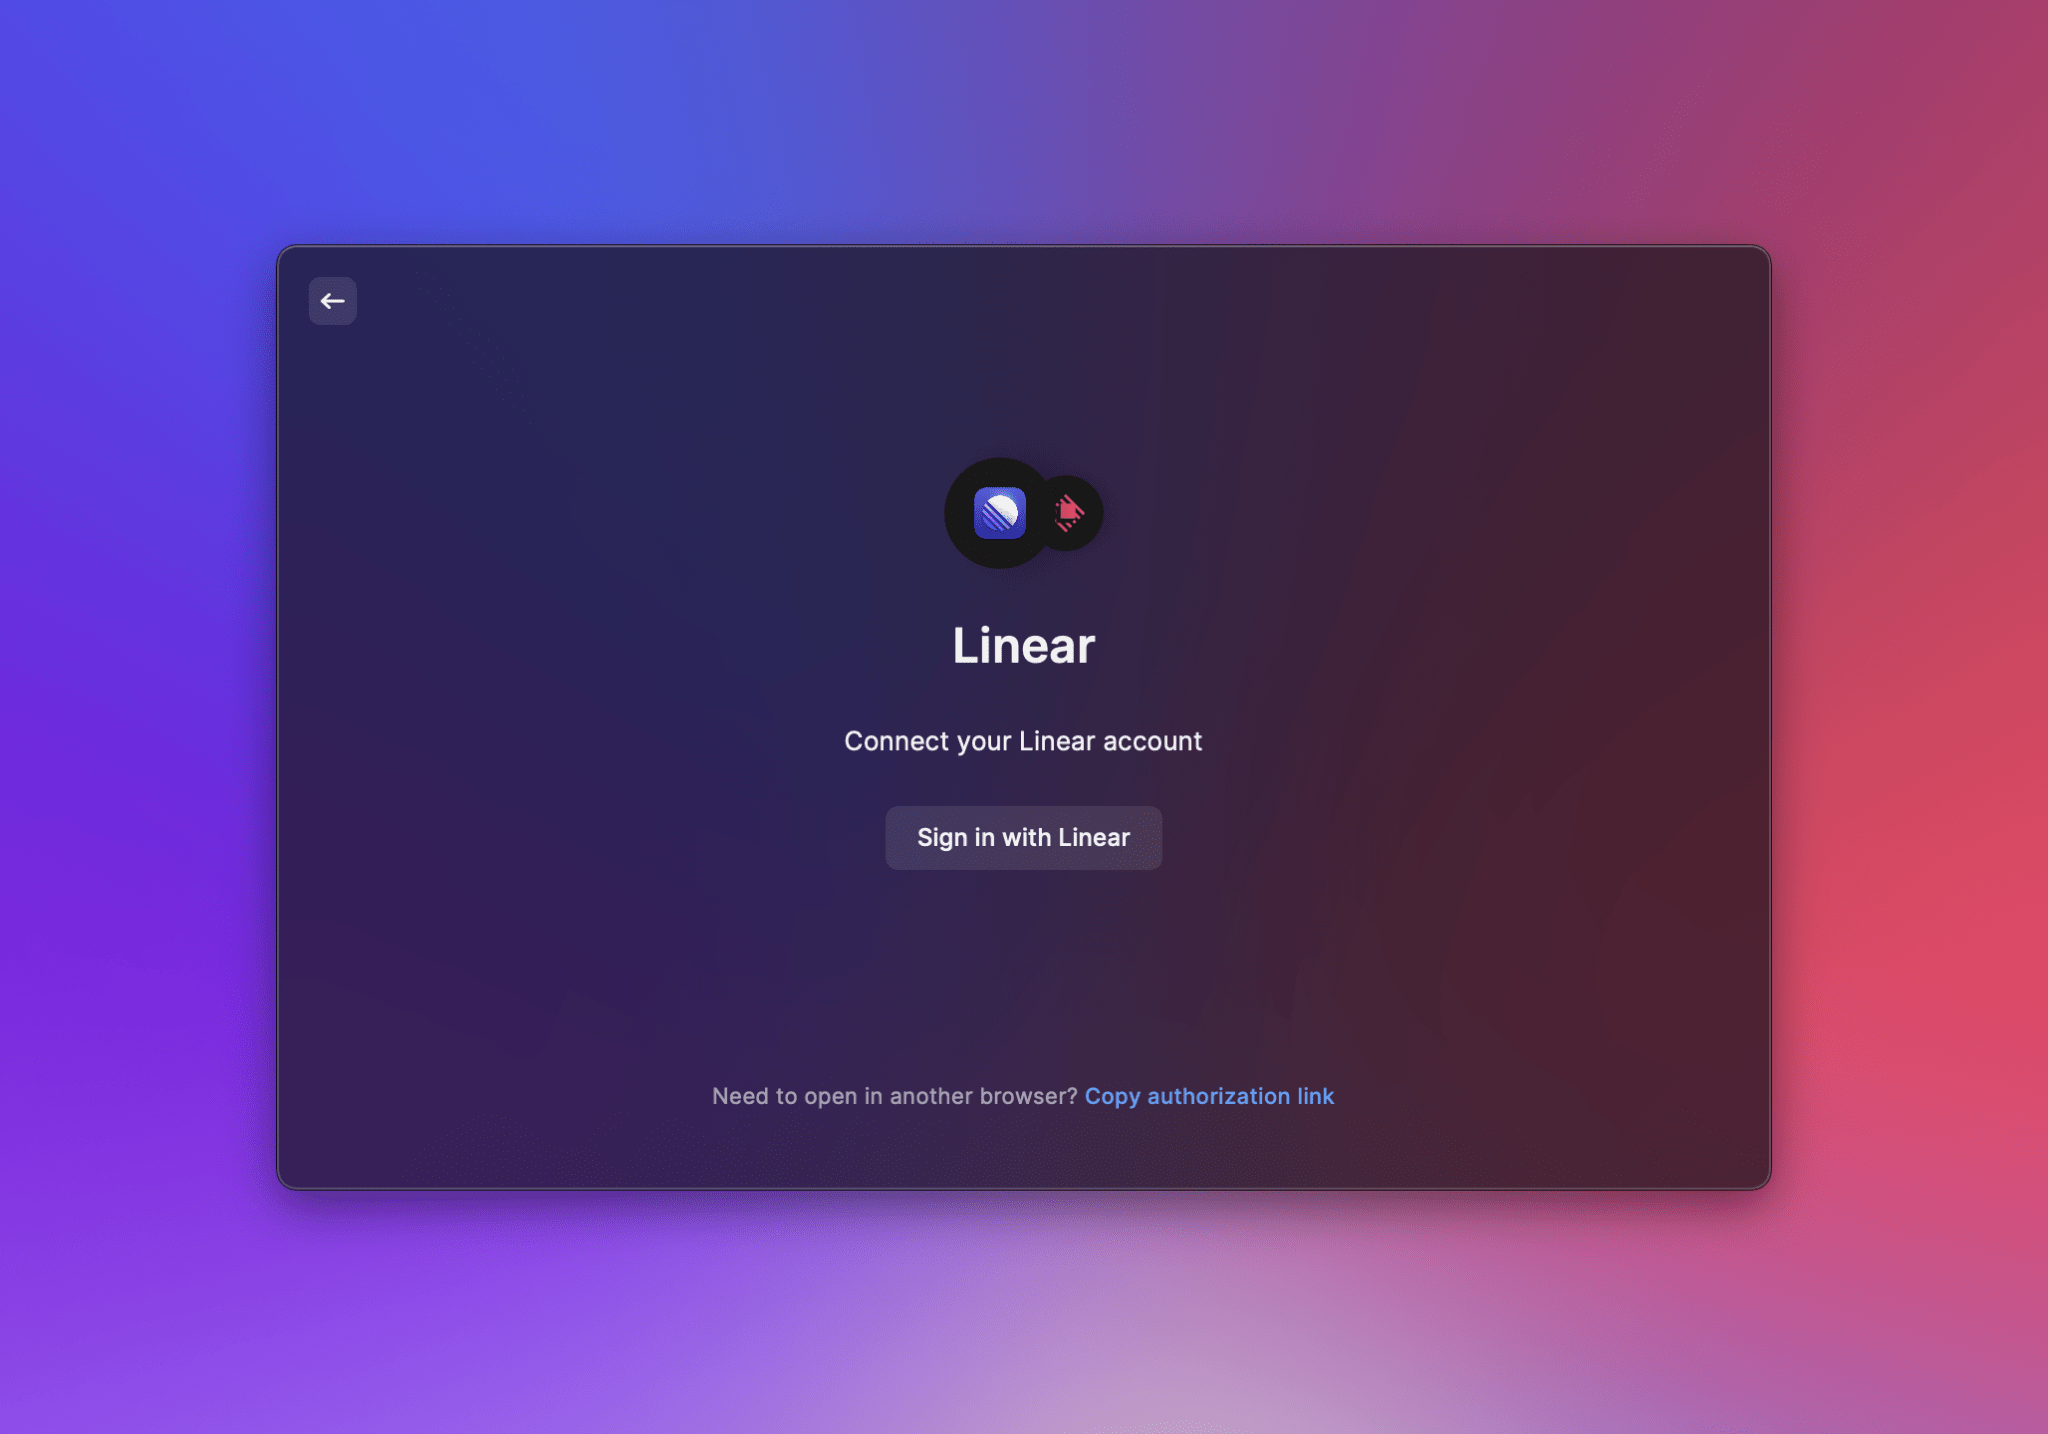 Linear
Connect your Linear account
Sign in with Linear
Need to open in another browser? Copy authorization link